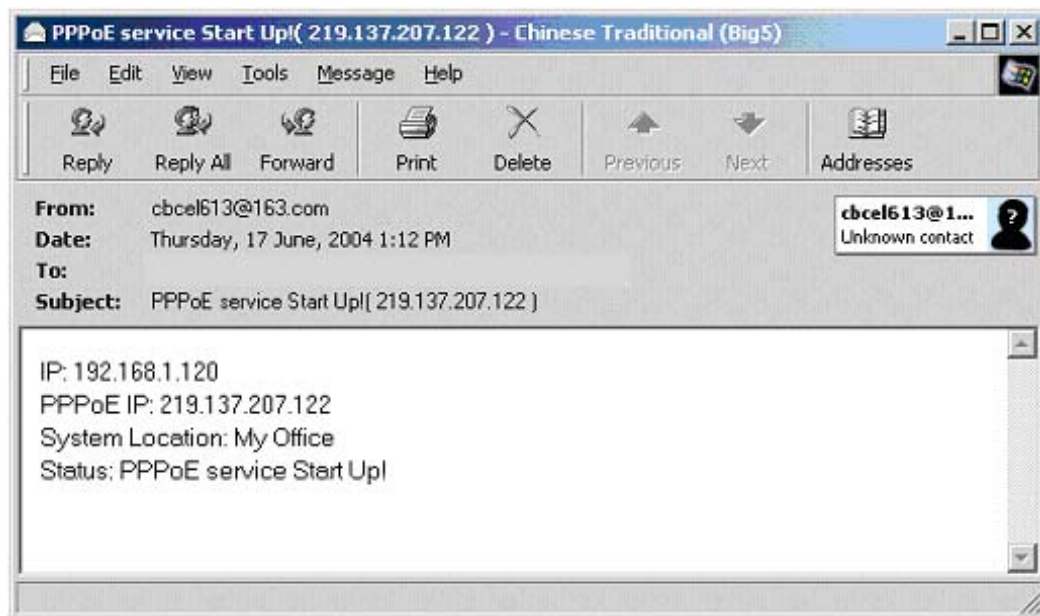 PPPoE service Start Up!( 219.137.207.122 ) - Chinese Traditional (Big5)
File Edit View Tools Message Help
Reply Reply All Forward Print Delete Previous Next Addresses
From: cbcel613@163.com
cbcel613@1...
Unknown contact
Date: Thursday, 17 June, 2004 1:12 PM
To:
Subject: PPPoE service Start Up!( 219.137.207.122 )
IP: 192.168.1.120
PPPoE IP: 219.137.207.122
System Location: My Office
Status: PPPoE service Start Up!